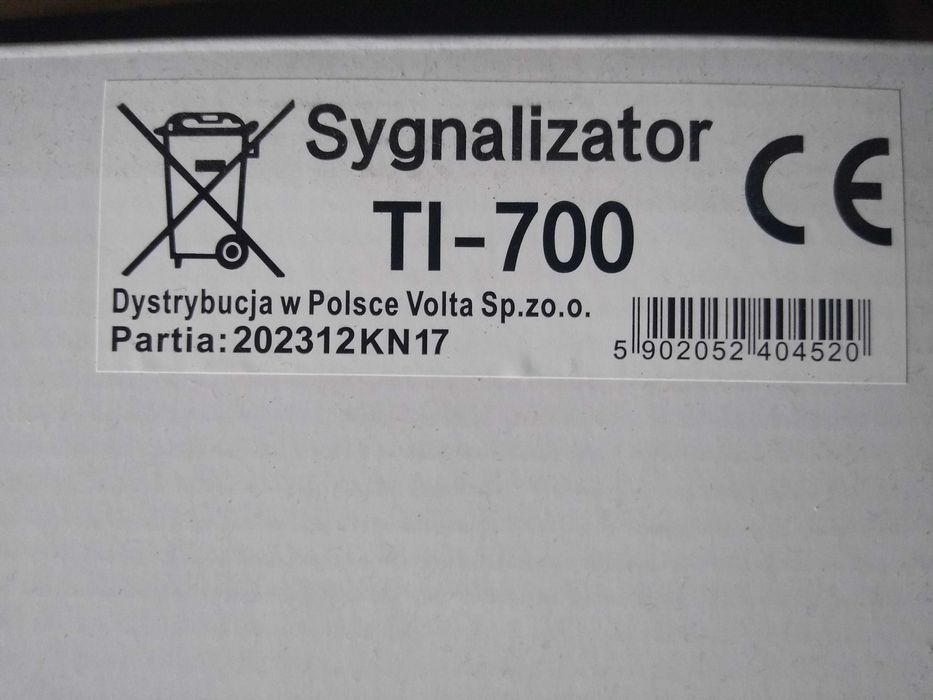 Sygnalizator
TI-700
CE
Dystrybucja w Polsce Volta Sp.zo.o.
Partia:202312KN17
5 902052 404520